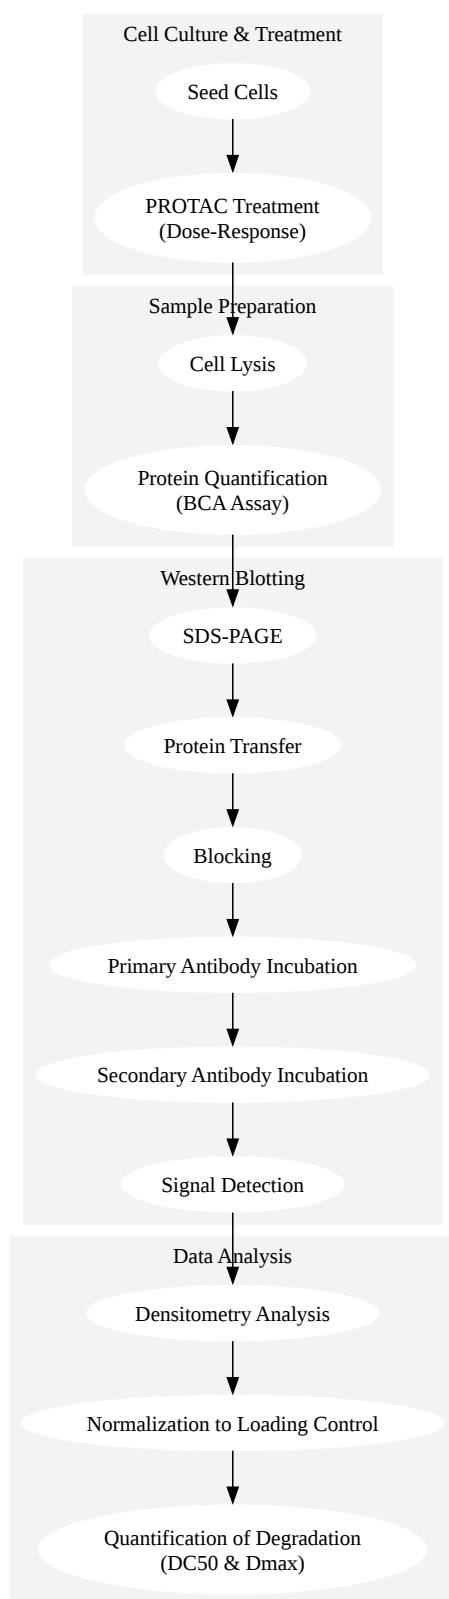 Cell Culture & Treatment
Seed Cells
PROTAC Treatment
(Dose-Response)
Sample Preparation
Cell Lysis
Protein Quantification
(BCA Assay)
Western Blotting
SDS-PAGE
Protein Transfer
Blocking
Primary Antibody Incubation
Secondary Antibody Incubation
Signal Detection
Data Analysis
Densitometry Analysis
Normalization to Loading Control
Quantification of Degradation
(DC50 & Dmax)